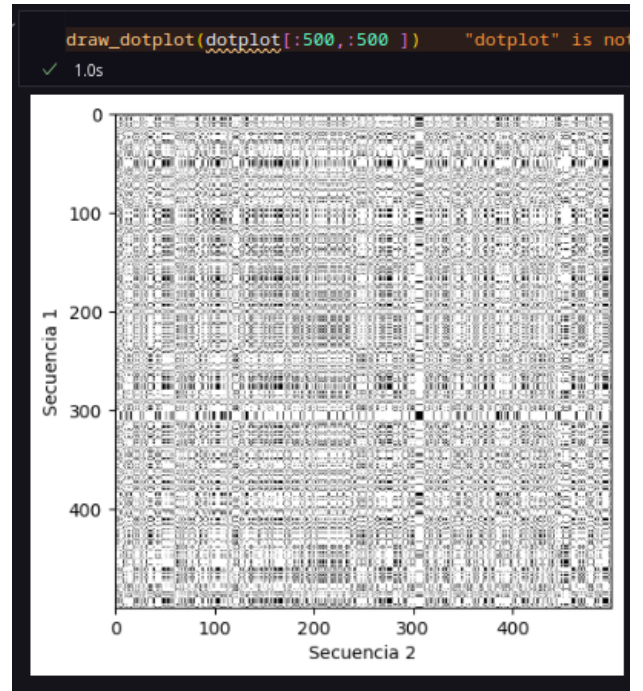 draw_dotplot(dotplot[:500,:500 ])    "dotplot" is not
✓ 1.0s
0
100
200
300
400
Secuencia 1
0 100 200 300 400
Secuencia 2